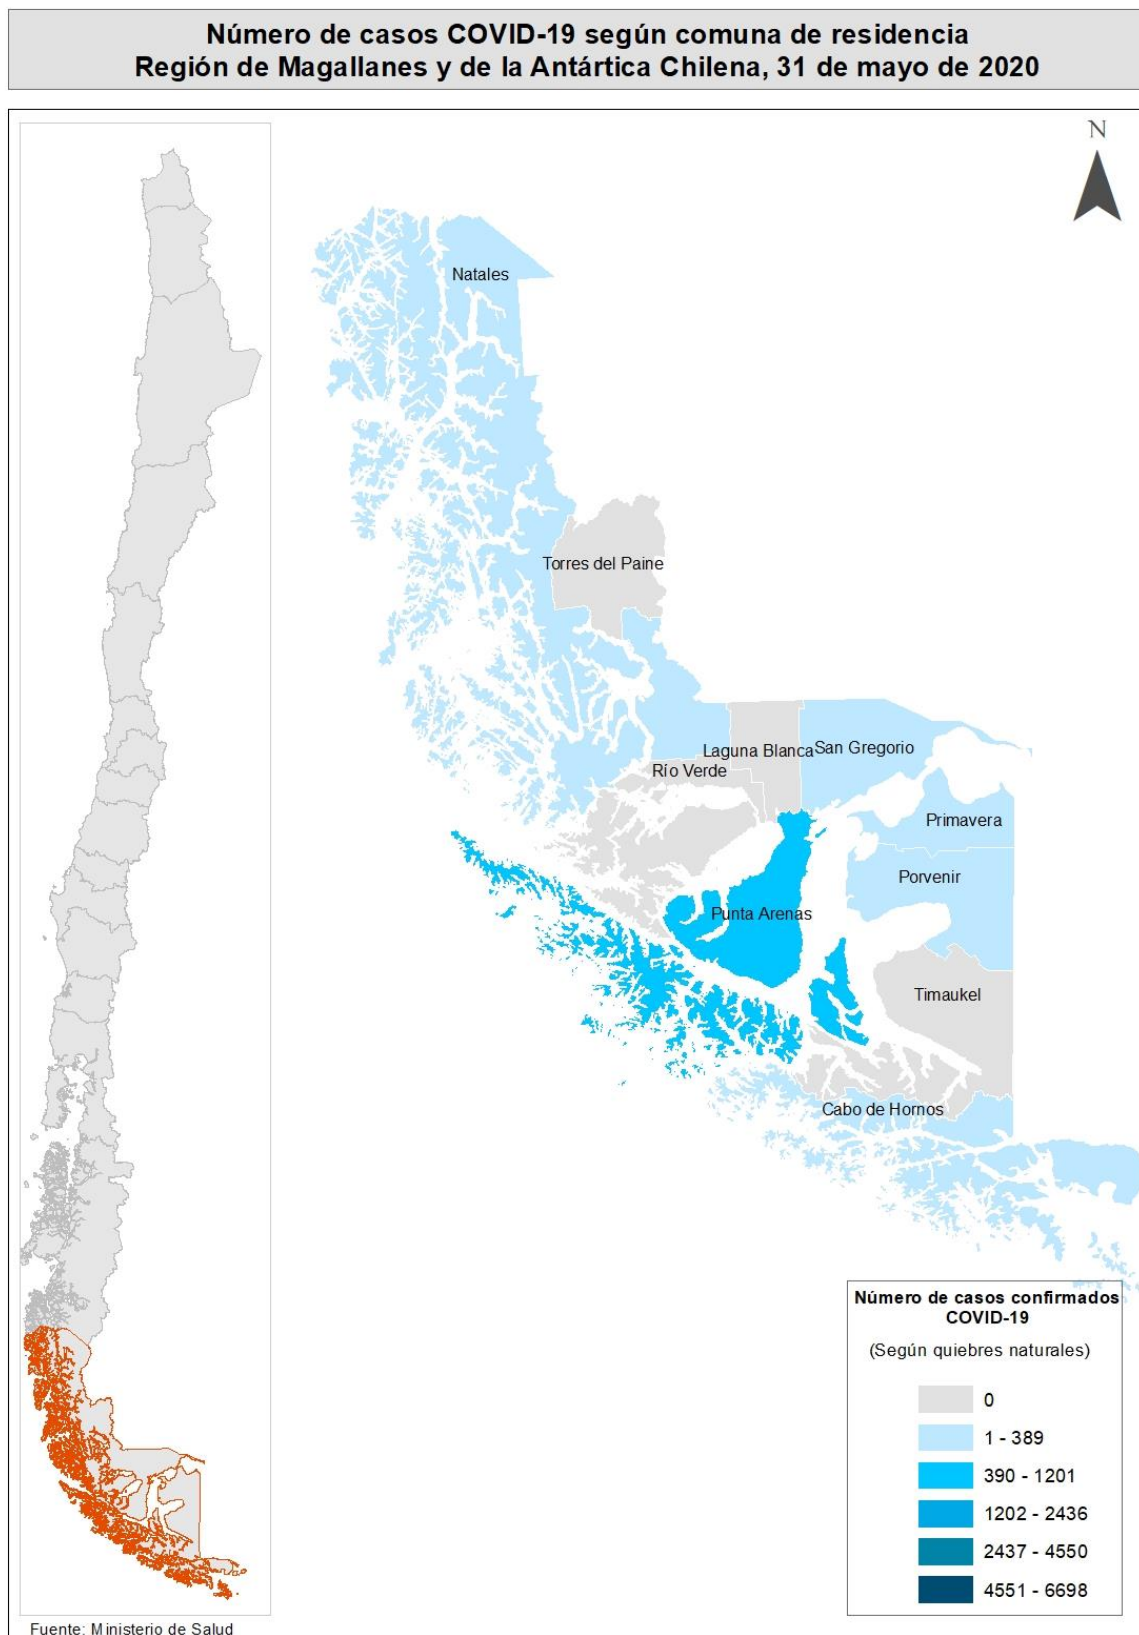 Número de casos COVID-19 según comuna de residencia
Región de Magallanes y de la Antártica Chilena, 31 de mayo de 2020
N
Natales
Torres del Paine
Laguna Blanca
San Gregorio
Río Verde
Primavera
Porvenir
Punta Arenas
Timaukel
Cabo de Hornos
Número de casos confirmados
COVID-19
(Según quiebres naturales)
0
1 - 389
390 - 1201
1202 - 2436
2437 - 4550
4551 - 6698
Fuente: Ministerio de Salud